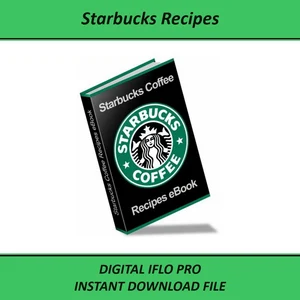 Starbucks Recipes
Starbucks Coffee Recipes eBook
Starbucks Coffee
STARBUCKS
COFFEE
Recipes eBook
DIGITAL IFLO PRO
INSTANT DOWNLOAD FILE